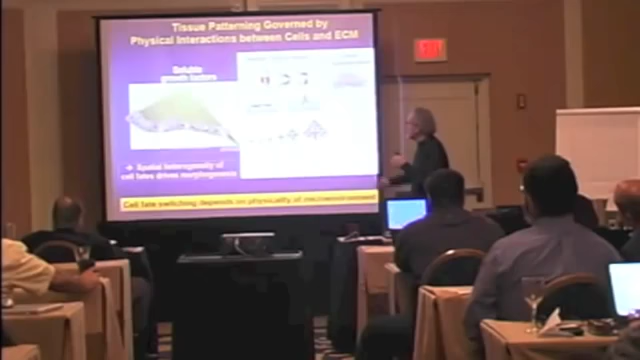 Tissue Patterning Governed by
Physical Interactions between Cells and ECM
Soluble
growth factors
Spatial heterogeneity of
cell fates drives morphogenesis
Cell fate switching depends on physicality of microenvironment
EXIT